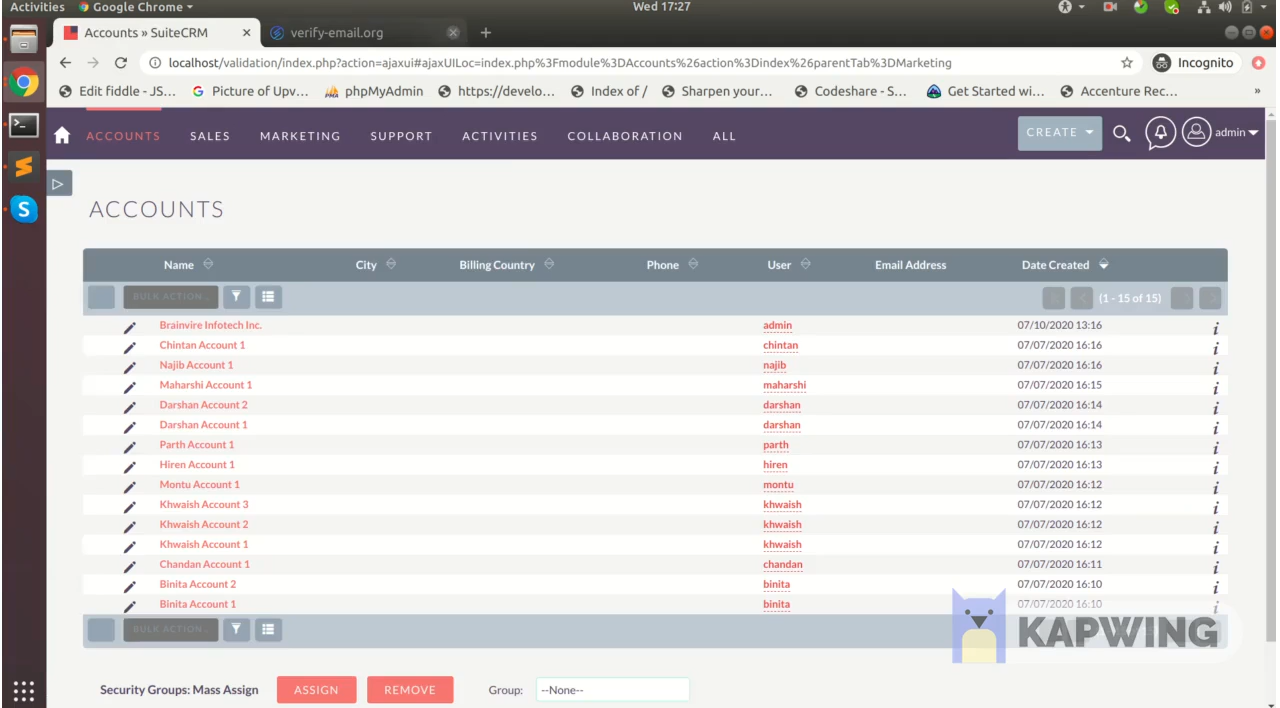 Activities Google Chrome Wed 17:27
Accounts » SuiteCRM verify-email.org
localhost/validation/index.php?action=ajaxui#ajaxUILoc=index.php%3Fmodule%3DAccounts%26action%3Dindex%26parentTab%3DMarketing Incognito
Edit fiddle - JS... Picture of Upv... phpMyAdmin https://develo... Index of / Sharpen your... Codeshare - S... Get Started wi... Accenture Rec... »
ACCOUNTS SALES MARKETING SUPPORT ACTIVITIES COLLABORATION ALL CREATE admin
ACCOUNTS
Name City Billing Country Phone User Email Address Date Created
BULK ACTION (1 - 15 of 15)
Brainvire Infotech Inc. admin 07/10/2020 13:16 i
Chintan Account 1 chintan 07/07/2020 16:16 i
Najib Account 1 najib 07/07/2020 16:16 i
Maharshi Account 1 maharshi 07/07/2020 16:15 i
Darshan Account 2 darshan 07/07/2020 16:14 i
Darshan Account 1 darshan 07/07/2020 16:14 i
Parth Account 1 parth 07/07/2020 16:13 i
Hiren Account 1 hiren 07/07/2020 16:13 i
Montu Account 1 montu 07/07/2020 16:12 i
Khwaish Account 3 khwaish 07/07/2020 16:12 i
Khwaish Account 2 khwaish 07/07/2020 16:12 i
Khwaish Account 1 khwaish 07/07/2020 16:12 i
Chandan Account 1 chandan 07/07/2020 16:11 i
Binita Account 2 binita 07/07/2020 16:10 i
Binita Account 1 binita 07/07/2020 16:10 i
BULK ACTION
KAPWING
Security Groups: Mass Assign ASSIGN REMOVE Group: --None--